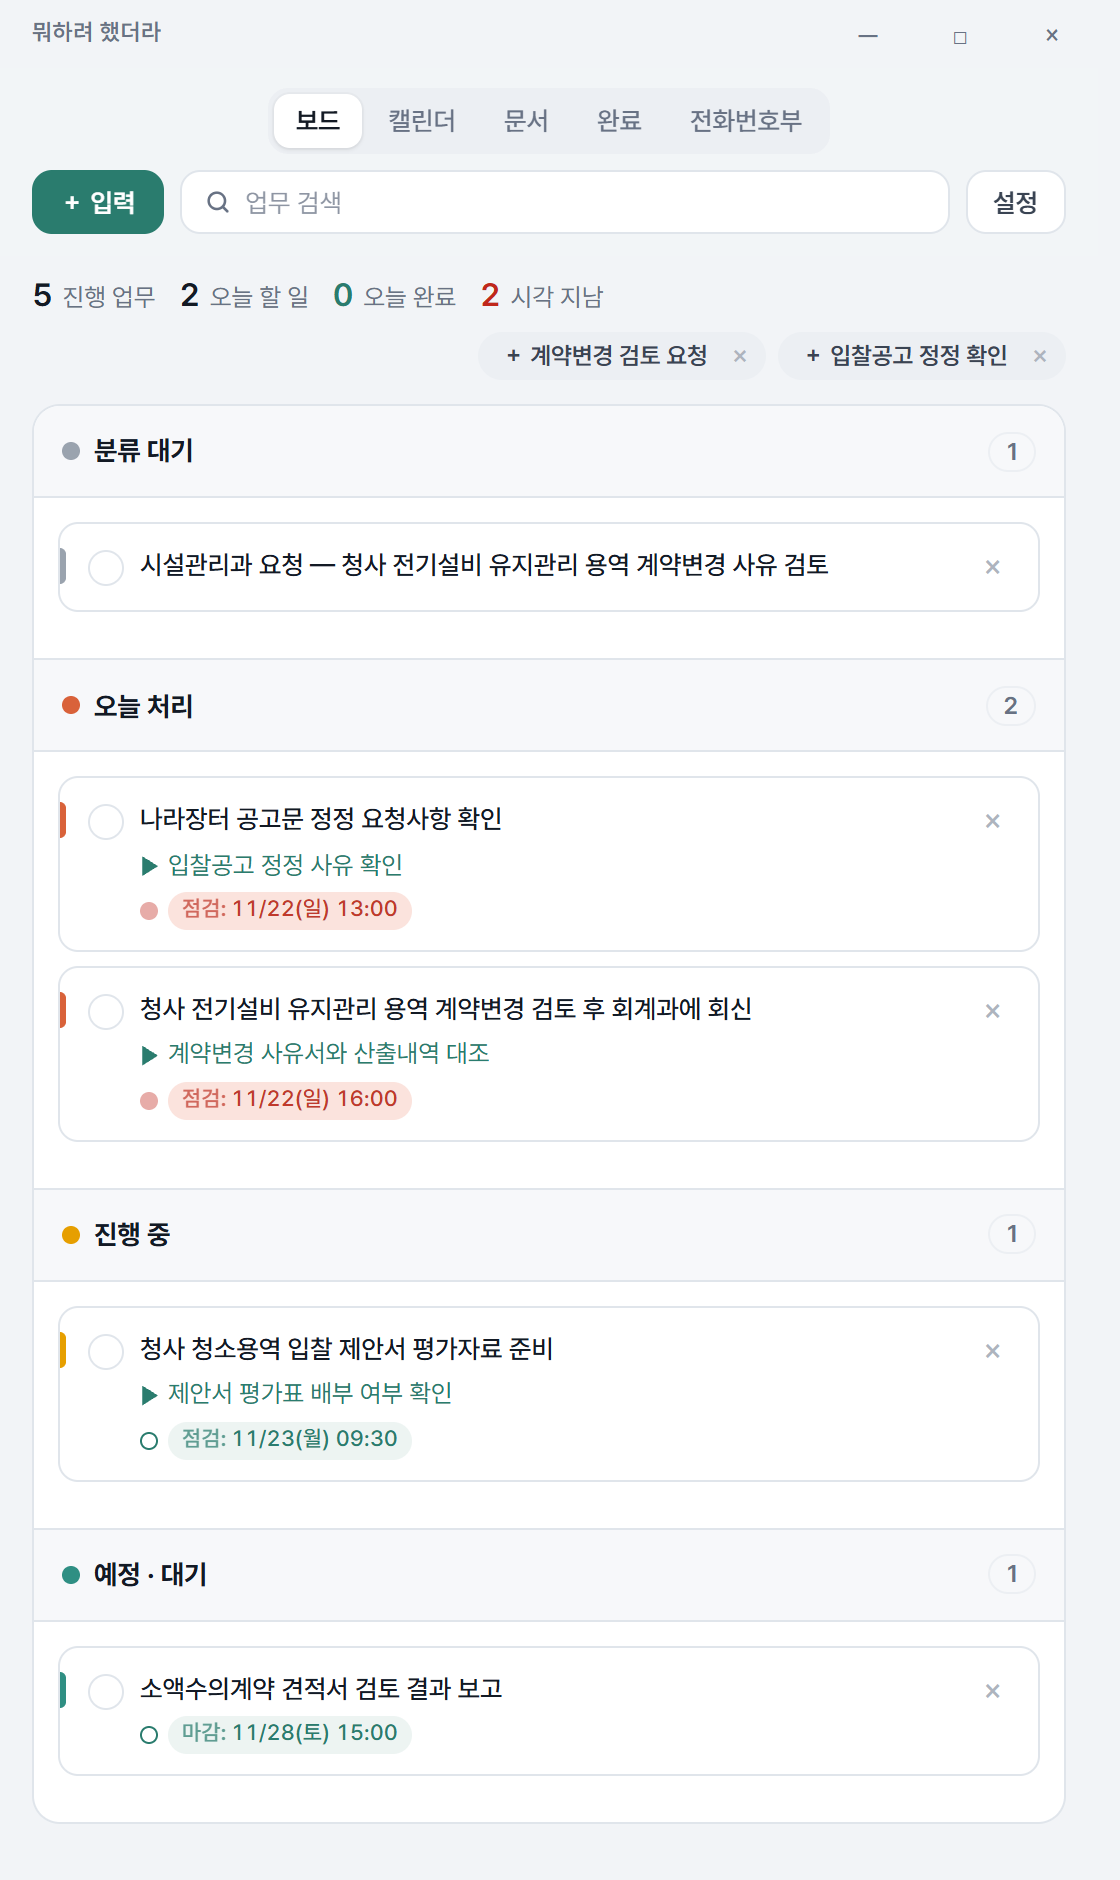 뭐하려 했더라
보드 캘린더 문서 완료 전화번호부
+ 입력 업무 검색 설정
5 진행 업무 2 오늘 할 일 0 오늘 완료 2 시각 지남
+ 계약변경 검토 요청 × + 입찰공고 정정 확인 ×
분류 대기 1
시설관리과 요청 — 청사 전기설비 유지관리 용역 계약변경 사유 검토 ×
오늘 처리 2
나라장터 공고문 정정 요청사항 확인 ×
▶ 입찰공고 정정 사유 확인
점검: 11/22(일) 13:00
청사 전기설비 유지관리 용역 계약변경 검토 후 회계과에 회신 ×
▶ 계약변경 사유서와 산출내역 대조
점검: 11/22(일) 16:00
진행 중 1
청사 청소용역 입찰 제안서 평가자료 준비 ×
▶ 제안서 평가표 배부 여부 확인
점검: 11/23(월) 09:30
예정 · 대기 1
소액수의계약 견적서 검토 결과 보고 ×
마감: 11/28(토) 15:00